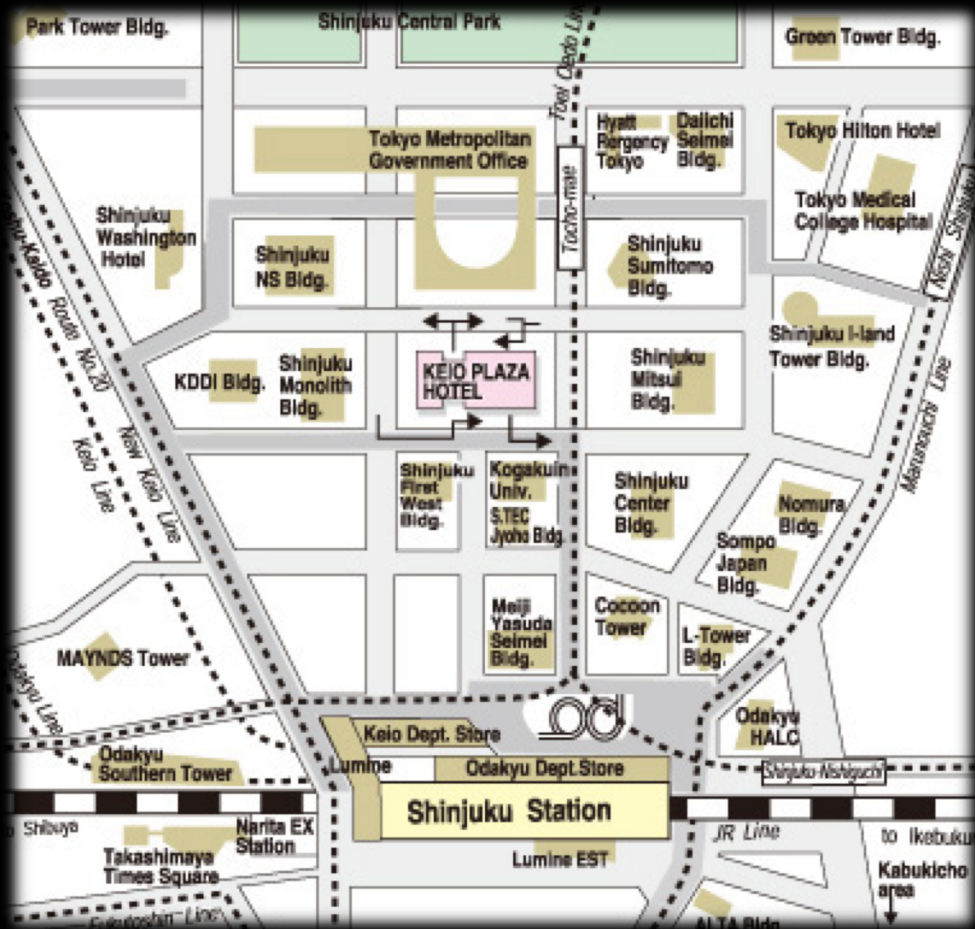 Park Tower Bldg.
Shinjuku Central Park
Green Tower Bldg.
Toei Oedo Line
Tokyo Metropolitan
Government Office
Hyatt
Rergency
Tokyo
Daiichi
Seimei
Bldg.
Tokyo Hilton Hotel
Tokyo Medical
College Hospital
Tocho-mae
Nishi Shinjuku
Shinjuku
Washington
Hotel
Shinjuku
NS Bldg.
Shinjuku
Sumitomo
Bldg.
Route No.20
Shinjuku I-land
Tower Bldg.
KDDI Bldg.
Shinjuku
Monolith
Bldg.
KEIO PLAZA
HOTEL
Shinjuku
Mitsui
Bldg.
Marunouchi Line
Keio Line
New Keio Line
Shinjuku
First
West
Bldg.
Kogakuin
Univ.
S.TEC
Jyoho Bldg.
Shinjuku
Center
Bldg.
Nomura
Bldg.
Sompo
Japan
Bldg.
Meiji
Yasuda
Seimei
Bldg.
Cocoon
Tower
L-Tower
Bldg.
MAYNDS Tower
Odakyu Line
Odakyu
HALC
Keio Dept. Store
Odakyu
Southern Tower
Lumine
Odakyu Dept.Store
Shinjuku-Nishiguchi
Shinjuku Station
to Shibuya
Narita EX
Station
JR Line
to Ikebuku
Takashimaya
Times Square
Lumine EST
Kabukicho
area
Fukutoshin-Line
ALTA Bldg.